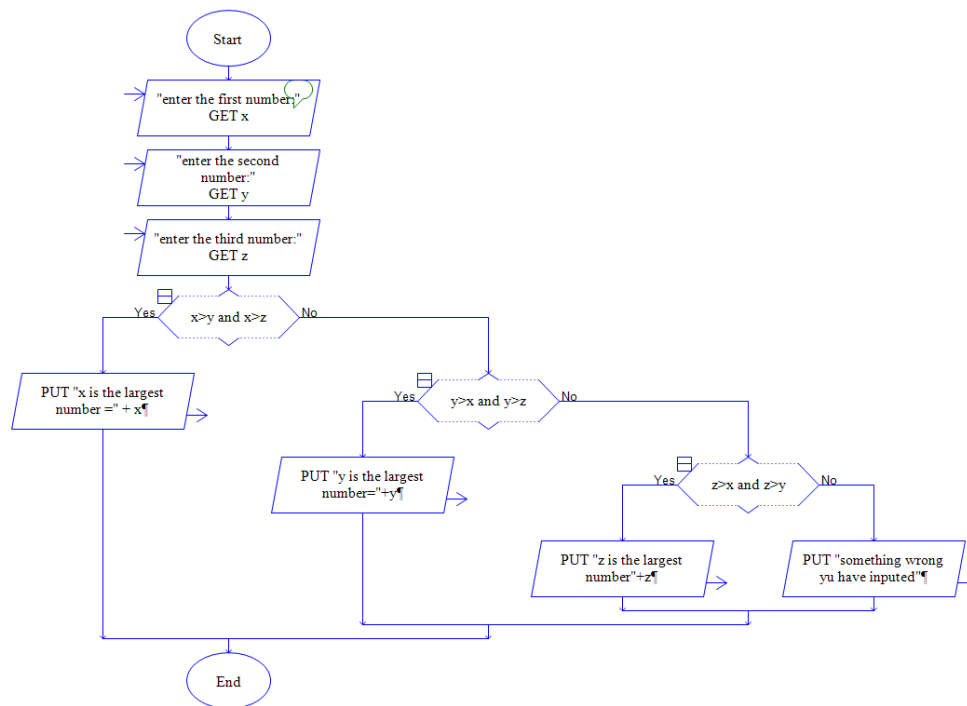 Start
"enter the first number:"
GET x
"enter the second
number:"
GET y
"enter the third number:"
GET z
Yes
x>y and x>z
No
PUT "x is the largest
number =" + x¶
Yes
y>x and y>z
No
PUT "y is the largest
number="+y¶
Yes
z>x and z>y
No
PUT "z is the largest
number"+z¶
PUT "something wrong
yu have inputed"¶
End